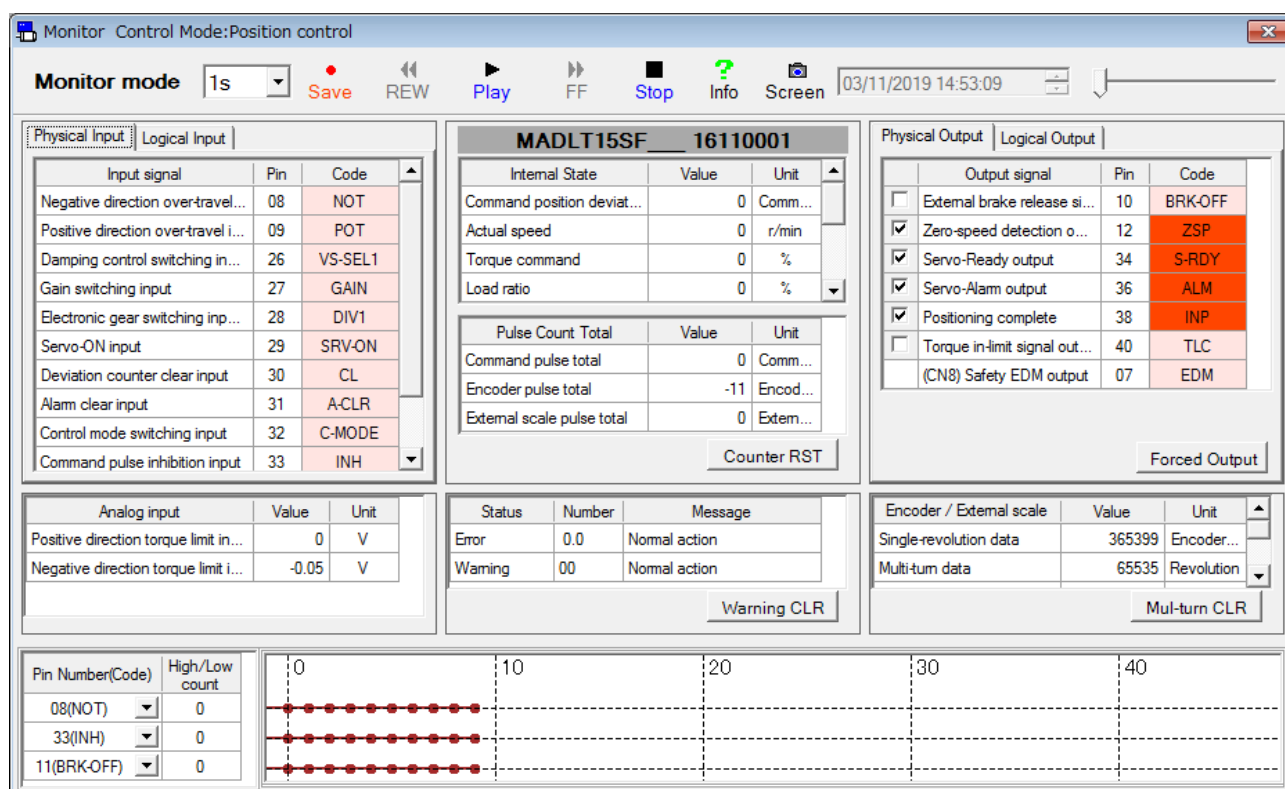 Monitor Control Mode:Position control
Monitor mode 1s Save REW Play FF Stop Info Screen 03/11/2019 14:53:09
Physical Input Logical Input
Input signal Pin Code
Negative direction over-travel... 08 NOT
Positive direction over-travel i... 09 POT
Damping control switching in... 26 VS-SEL1
Gain switching input 27 GAIN
Electronic gear switching inp... 28 DIV1
Servo-ON input 29 SRV-ON
Deviation counter clear input 30 CL
Alarm clear input 31 A-CLR
Control mode switching input 32 C-MODE
Command pulse inhibition input 33 INH
MADLT15SF___ 16110001
Internal State Value Unit
Command position deviat... 0 Comm...
Actual speed 0 r/min
Torque command 0 %
Load ratio 0 %
Pulse Count Total Value Unit
Command pulse total 0 Comm...
Encoder pulse total -11 Encod...
External scale pulse total 0 Extern...
Counter RST
Physical Output Logical Output
Output signal Pin Code
External brake release si... 10 BRK-OFF
Zero-speed detection o... 12 ZSP
Servo-Ready output 34 S-RDY
Servo-Alarm output 36 ALM
Positioning complete 38 INP
Torque in-limit signal out... 40 TLC
(CN8) Safety EDM output 07 EDM
Forced Output
Analog input Value Unit
Positive direction torque limit in... 0 V
Negative direction torque limit i... -0.05 V
Status Number Message
Error 0.0 Normal action
Warning 00 Normal action
Warning CLR
Encoder / External scale Value Unit
Single-revolution data 365399 Encoder...
Multi-turn data 65535 Revolution
Mul-turn CLR
Pin Number(Code) High/Low count
08(NOT) 0
33(INH) 0
11(BRK-OFF) 0
0 10 20 30 40